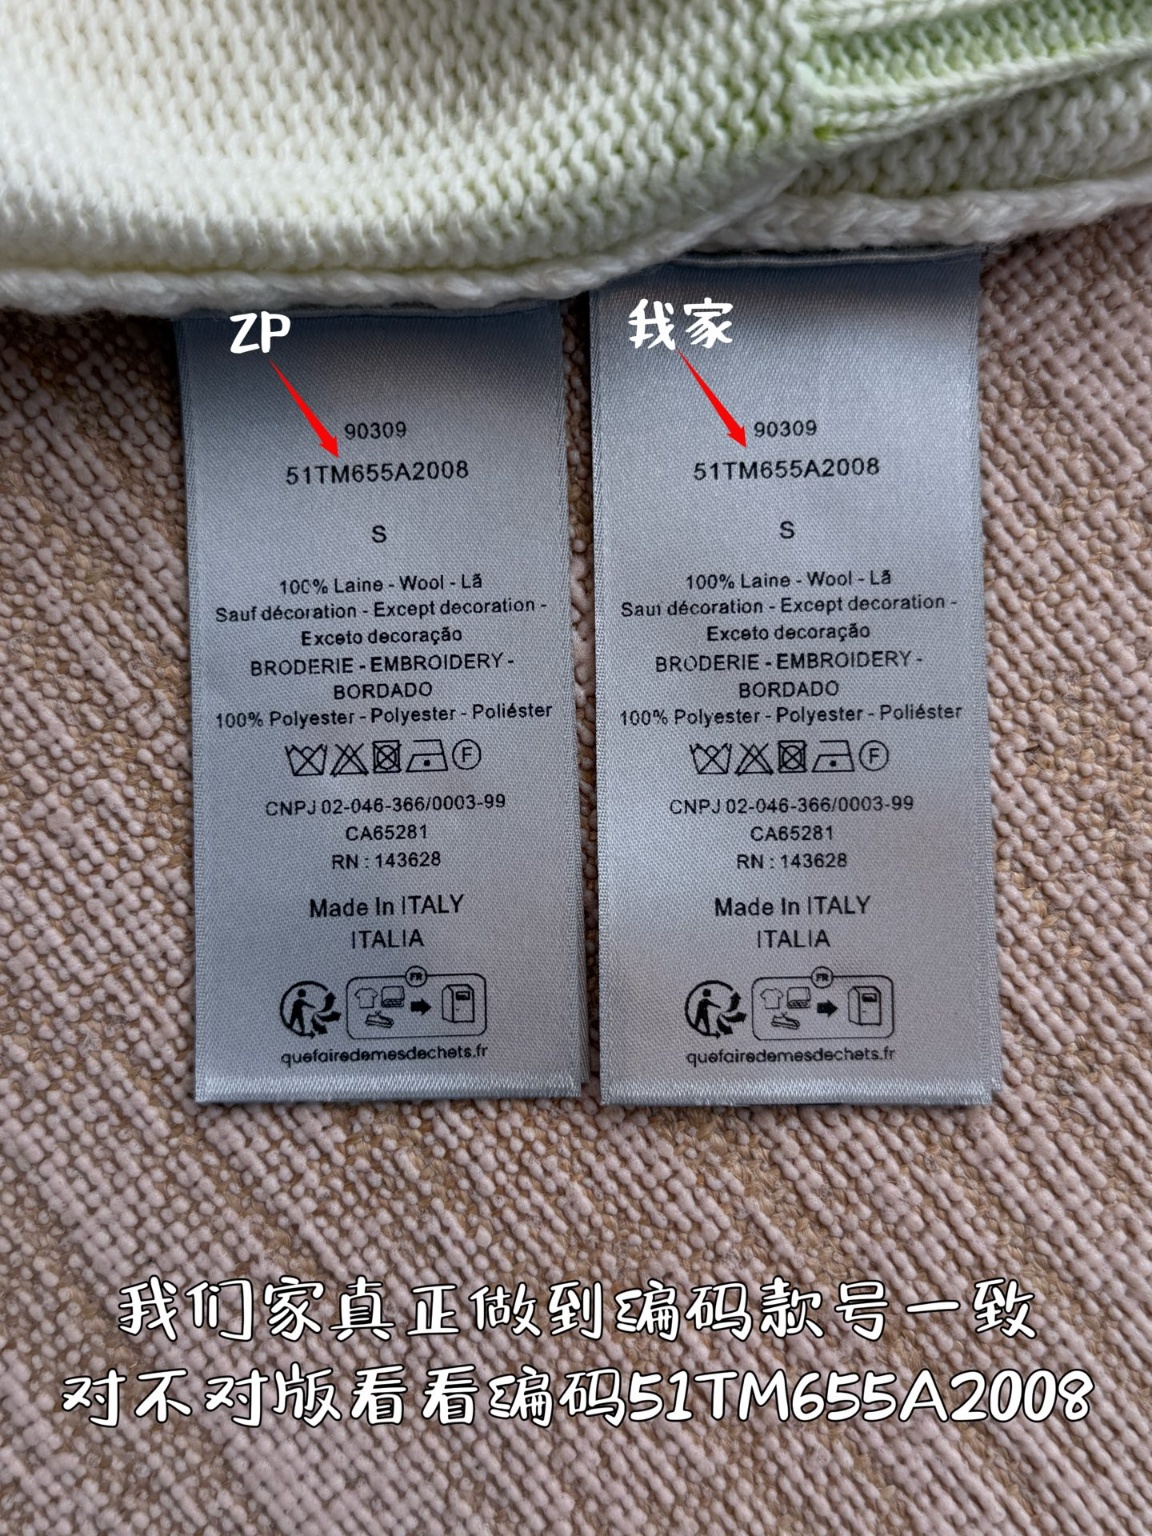 ZP
90309
51TM655A2008
S
100% Laine - Wool - Lã
Sauf décoration - Except decoration -
Exceto decoração
BRODERIE - EMBROIDERY -
BORDADO
100% Polyester - Polyester - Poliéster
F
CNPJ 02-046-366/0003-99
CA65281
RN : 143628
Made In ITALY
ITALIA
FR
quefairedemesdechets.fr
我家
90309
51TM655A2008
S
100% Laine - Wool - Lã
Sauf décoration - Except decoration -
Exceto decoração
BRODERIE - EMBROIDERY -
BORDADO
100% Polyester - Polyester - Poliéster
F
CNPJ 02-046-366/0003-99
CA65281
RN : 143628
Made In ITALY
ITALIA
FR
quefairedemesdechets.fr
我们家真正做到编码款号一致
对不对版看看编码51TM655A2008